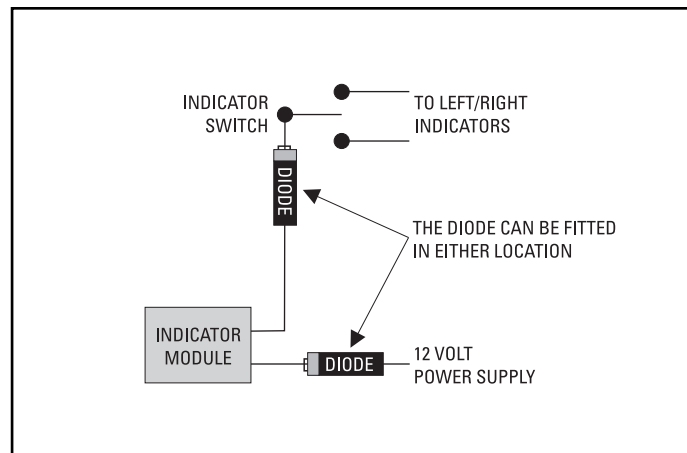 INDICATOR
SWITCH
TO LEFT/RIGHT
INDICATORS
DIODE
THE DIODE CAN BE FITTED
IN EITHER LOCATION
INDICATOR
MODULE
DIODE
12 VOLT
POWER SUPPLY